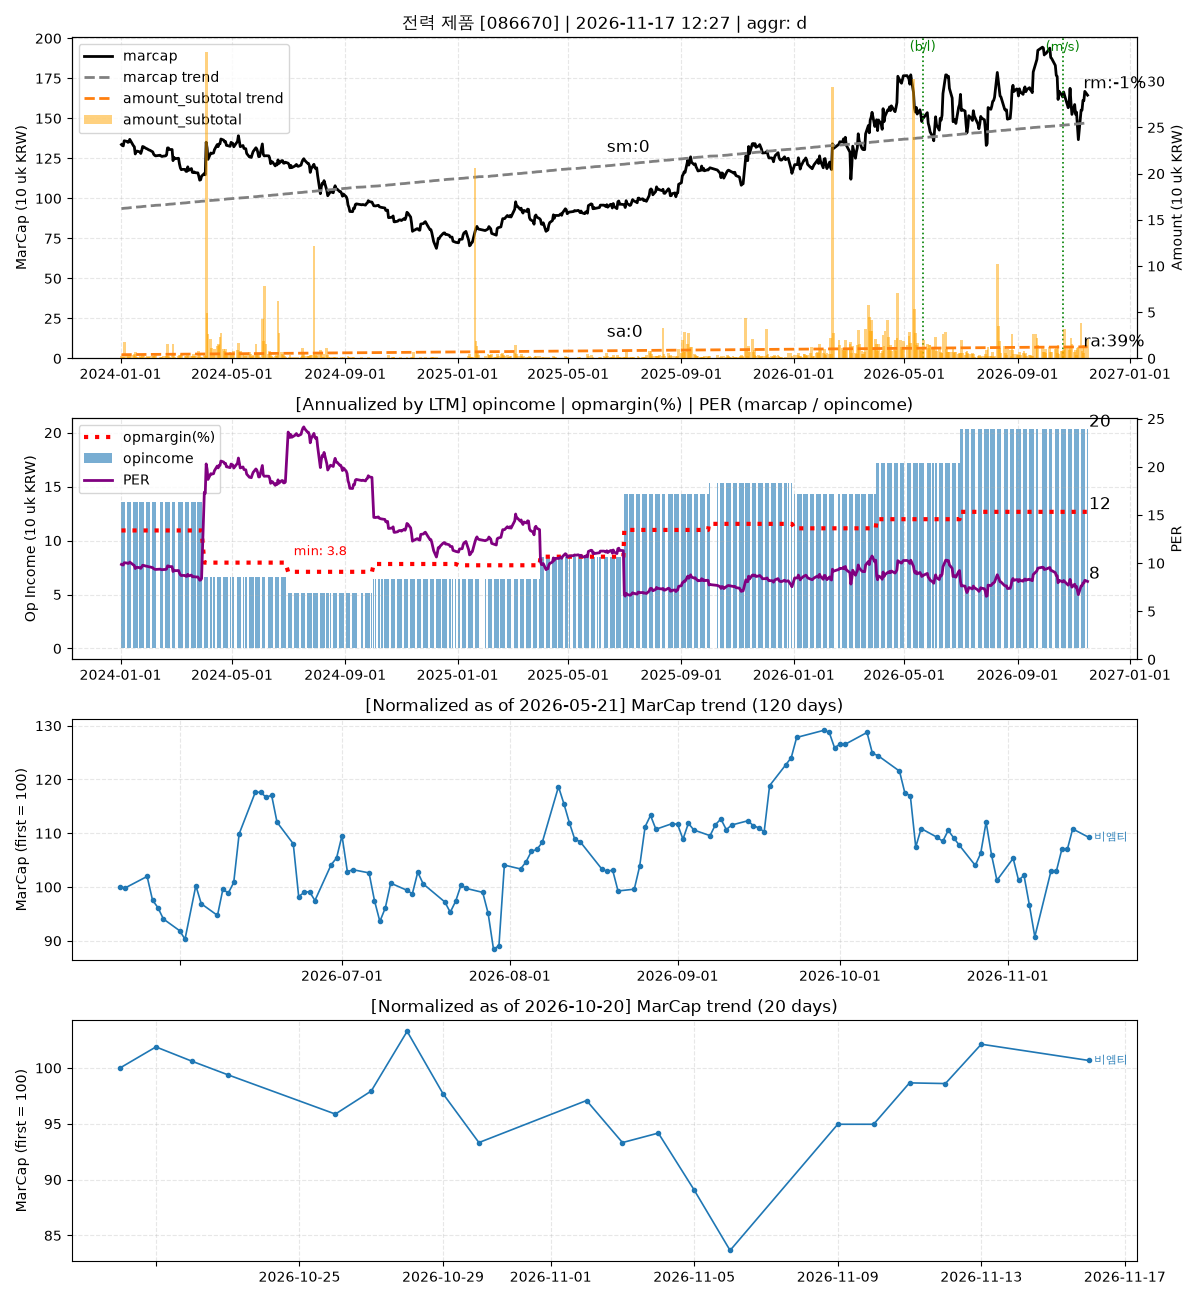 전력 제품 [086670] | 2026-11-17 12:27 | aggr: d
MarCap (10 uk KRW)
200
175
150
125
100
75
50
25
0
marcap
marcap trend
amount_subtotal trend
amount_subtotal
(b/l)
(m/s)
rm:-1%
sm:0
sa:0
ra:39%
30
25
20
15
10
5
0
Amount (10 uk KRW)
2024-01-01
2024-05-01
2024-09-01
2025-01-01
2025-05-01
2025-09-01
2026-01-01
2026-05-01
2026-09-01
2027-01-01
[Annualized by LTM] opincome | opmargin(%) | PER (marcap / opincome)
Op Income (10 uk KRW)
20
15
10
5
0
opmargin(%)
opincome
PER
min: 3.8
20
12
8
25
20
15
10
5
0
PER
2024-01-01
2024-05-01
2024-09-01
2025-01-01
2025-05-01
2025-09-01
2026-01-01
2026-05-01
2026-09-01
2027-01-01
[Normalized as of 2026-05-21] MarCap trend (120 days)
MarCap (first = 100)
130
120
110
100
90
비엠티
2026-07-01
2026-08-01
2026-09-01
2026-10-01
2026-11-01
[Normalized as of 2026-10-20] MarCap trend (20 days)
MarCap (first = 100)
100
95
90
85
비엠티
2026-10-25
2026-10-29
2026-11-01
2026-11-05
2026-11-09
2026-11-13
2026-11-17